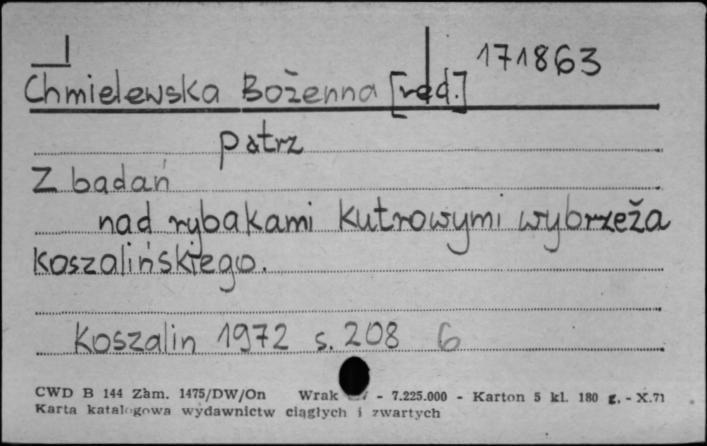 171863
Chmielewska Bożenna [red.]
patrz
Z badań
nad rybakami kutrowymi wybrzeża
koszalińskiego.
Koszalin 1972 s. 208 6
CWD B 144 Zam. 1475/DW/On Wrak - 7.225.000 - Karton 5 kl. 180 g. - X.71
Karta katalogowa wydawnictw ciągłych i zwartych